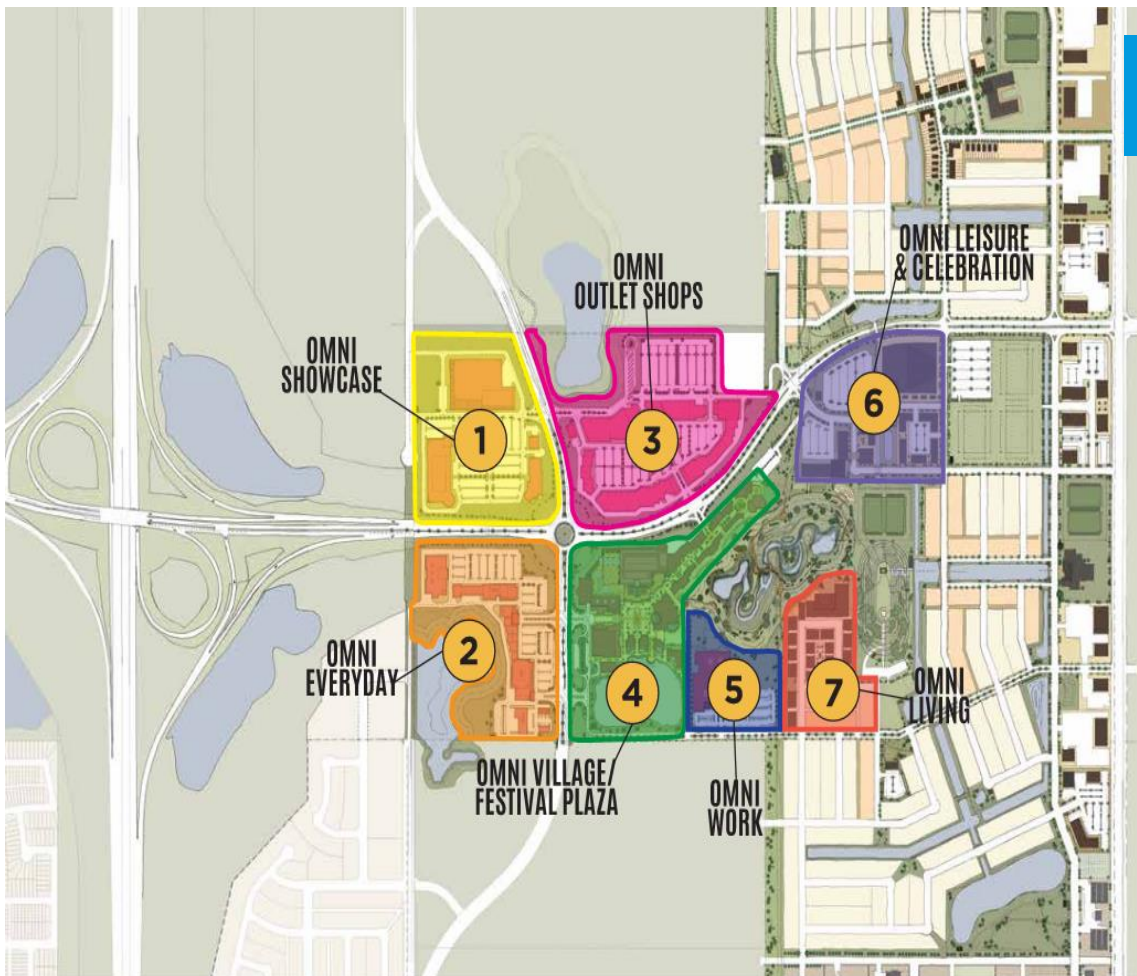 OMNI LEISURE
& CELEBRATION
OMNI
OUTLET SHOPS
OMNI
SHOWCASE
1
3
6
OMNI
EVERYDAY
2
4
5
7
OMNI
LIVING
OMNI VILLAGE/
FESTIVAL PLAZA
OMNI
WORK